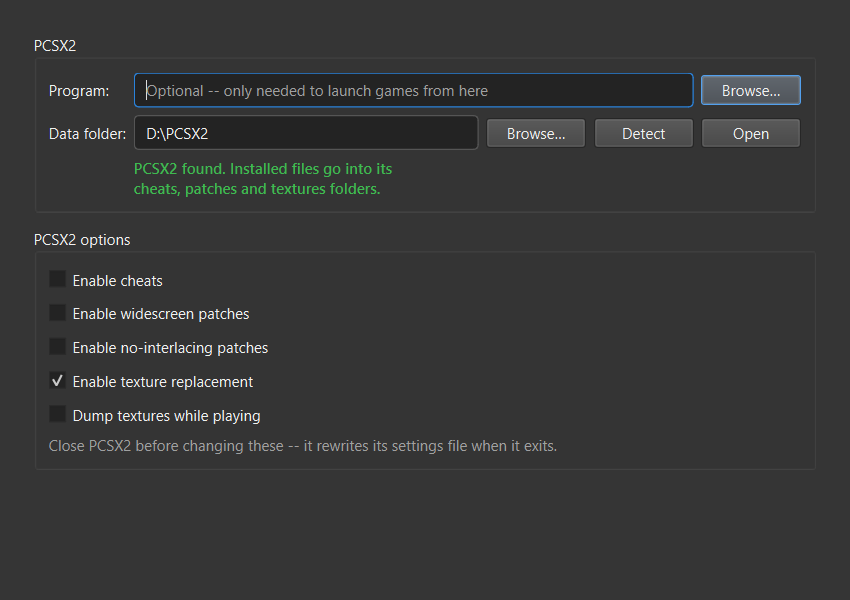 PCSX2
Program: Optional -- only needed to launch games from here Browse...
Data folder: D:\PCSX2 Browse... Detect Open
PCSX2 found. Installed files go into its
cheats, patches and textures folders.
PCSX2 options
Enable cheats
Enable widescreen patches
Enable no-interlacing patches
Enable texture replacement
Dump textures while playing
Close PCSX2 before changing these -- it rewrites its settings file when it exits.